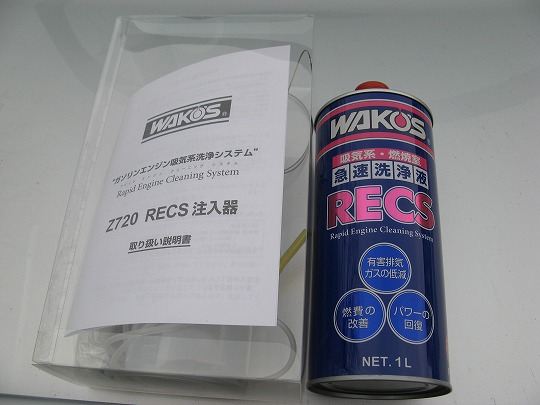 WAKO'S
"ガソリンエンジン吸気系洗浄システム"
Rapid Engine Cleaning System
Z720 RECS 注入器
取り扱い説明書
WAKO'S
吸気系・燃焼室
急速洗浄液
RECS
Rapid Engine Cleaning System
有害排気
ガスの低減
燃費の
改善
パワーの
回復
NET. 1L